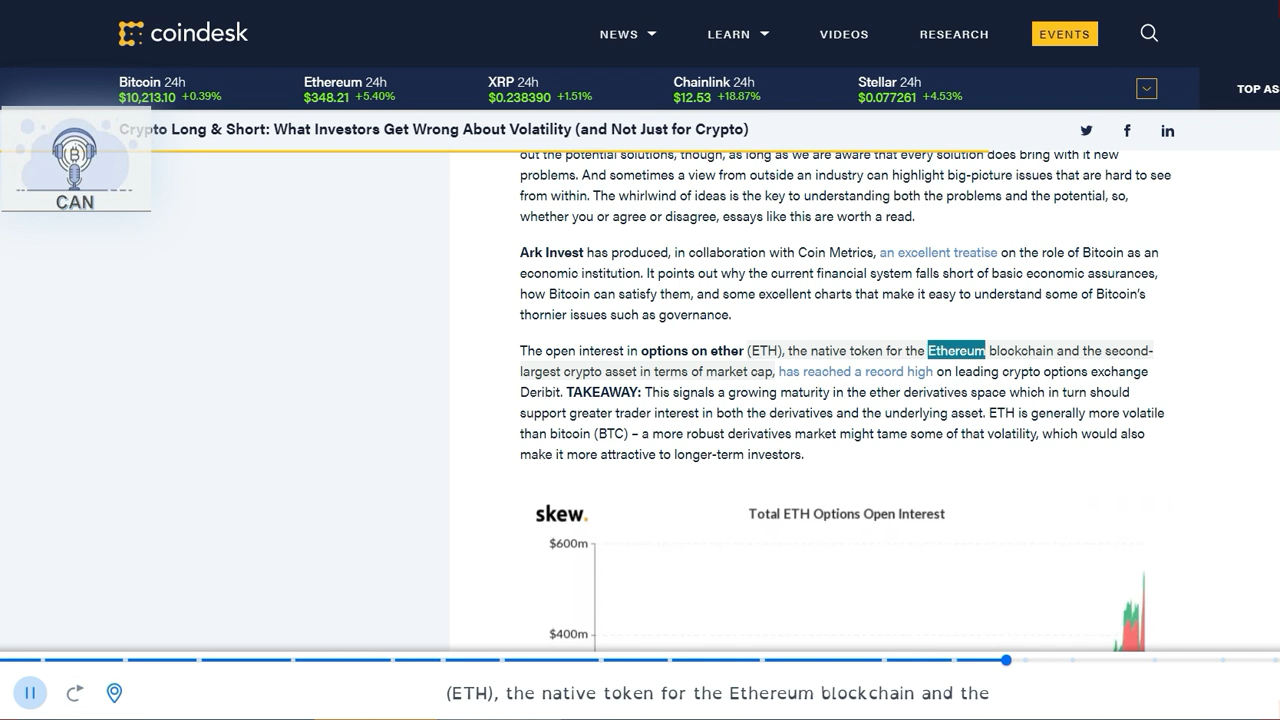 coindesk
NEWS LEARN VIDEOS RESEARCH EVENTS
Bitcoin 24h Ethereum 24h XRP 24h Chainlink 24h Stellar 24h
$10,213.10 +0.39% $348.21 +5.40% $0.238390 +1.51% $12.53 +18.87% $0.077261 +4.53%
TOP AS
Crypto Long & Short: What Investors Get Wrong About Volatility (and Not Just for Crypto)
CAN
out the potential solutions, though, as long as we are aware that every solution does bring with it new
problems. And sometimes a view from outside an industry can highlight big-picture issues that are hard to see
from within. The whirlwind of ideas is the key to understanding both the problems and the potential, so,
whether you or agree or disagree, essays like this are worth a read.
Ark Invest has produced, in collaboration with Coin Metrics, an excellent treatise on the role of Bitcoin as an
economic institution. It points out why the current financial system falls short of basic economic assurances,
how Bitcoin can satisfy them, and some excellent charts that make it easy to understand some of Bitcoin's
thornier issues such as governance.
The open interest in options on ether (ETH), the native token for the Ethereum blockchain and the second-
largest crypto asset in terms of market cap, has reached a record high on leading crypto options exchange
Deribit. TAKEAWAY: This signals a growing maturity in the ether derivatives space which in turn should
support greater trader interest in both the derivatives and the underlying asset. ETH is generally more volatile
than bitcoin (BTC) – a more robust derivatives market might tame some of that volatility, which would also
make it more attractive to longer-term investors.
skew.
Total ETH Options Open Interest
$600m
$400m
(ETH), the native token for the Ethereum blockchain and the